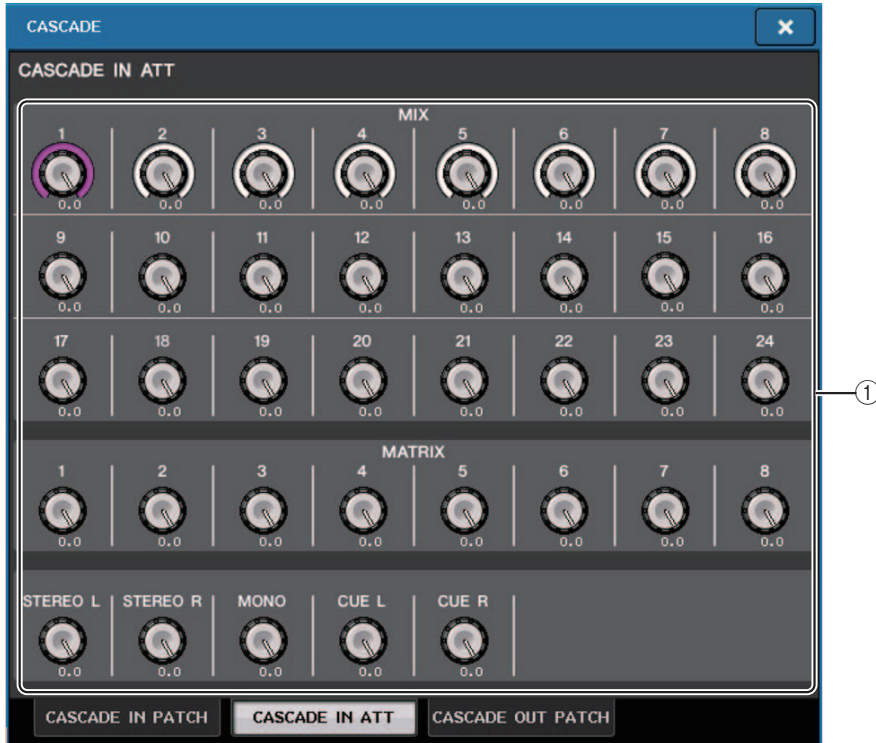 CASCADE
CASCADE IN ATT
MIX
1 2 3 4 5 6 7 8
0.0 0.0 0.0 0.0 0.0 0.0 0.0 0.0
9 10 11 12 13 14 15 16
0.0 0.0 0.0 0.0 0.0 0.0 0.0 0.0
17 18 19 20 21 22 23 24
0.0 0.0 0.0 0.0 0.0 0.0 0.0 0.0
①
MATRIX
1 2 3 4 5 6 7 8
0.0 0.0 0.0 0.0 0.0 0.0 0.0 0.0
STEREO L STEREO R MONO CUE L CUE R
0.0 0.0 0.0 0.0 0.0
CASCADE IN PATCH CASCADE IN ATT CASCADE OUT PATCH